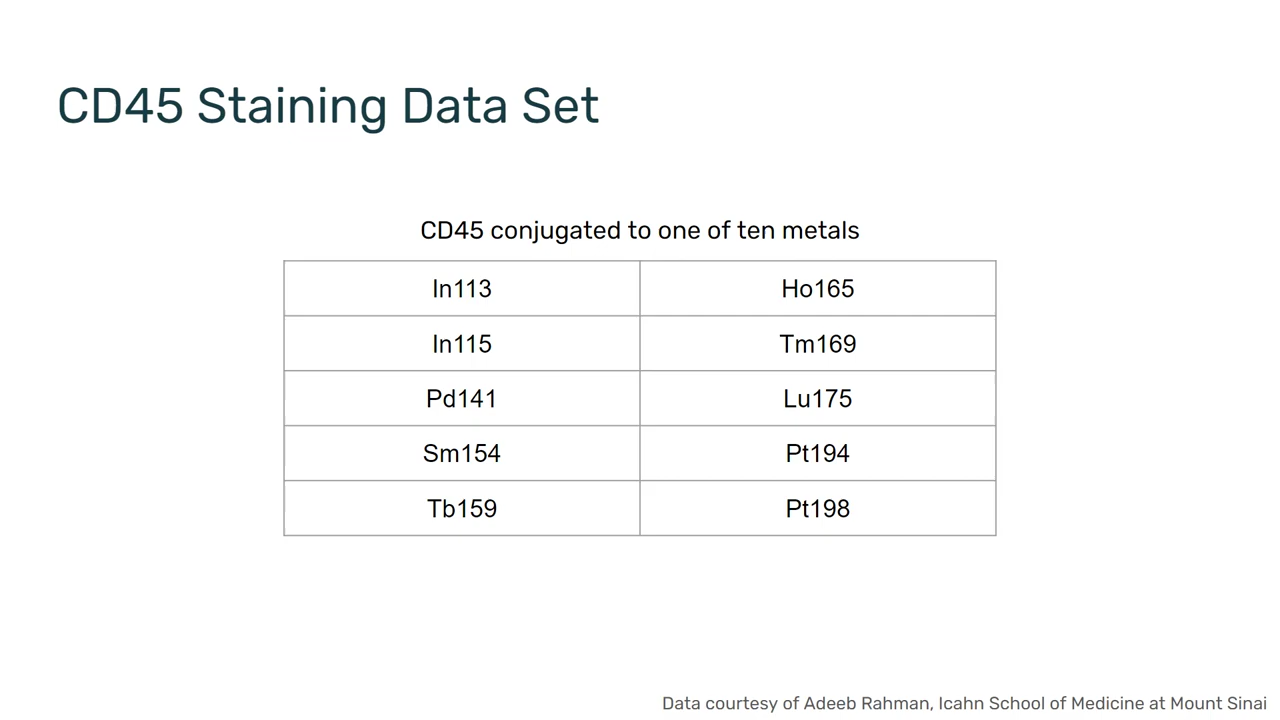 CD45 Staining Data Set
CD45 conjugated to one of ten metals
In113 Ho165
In115 Tm169
Pd141 Lu175
Sm154 Pt194
Tb159 Pt198
Data courtesy of Adeeb Rahman, Icahn School of Medicine at Mount Sinai